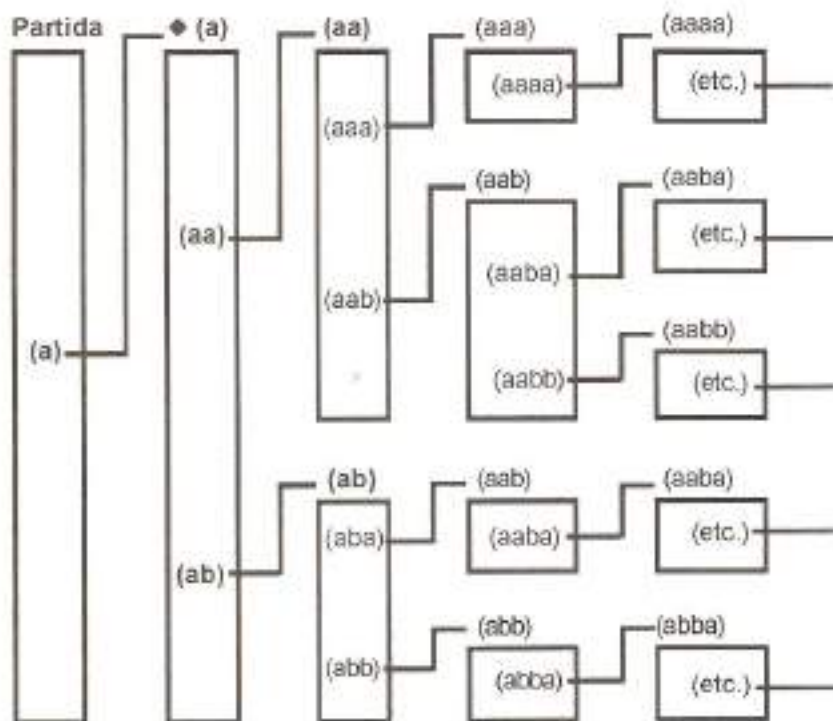 Partida
◆ (a)
(aa)
(aaa)
(aaaa)
(aaaa)
(etc.)
(aaa)
(aab)
(aaba)
(aa)
(etc.)
(aaba)
(aab)
(aabb)
(a)
(aabb)
(etc.)
(ab)
(aab)
(aaba)
(aba)
(aaba)
(etc.)
(ab)
(abb)
(abba)
(abb)
(abba)
(etc.)